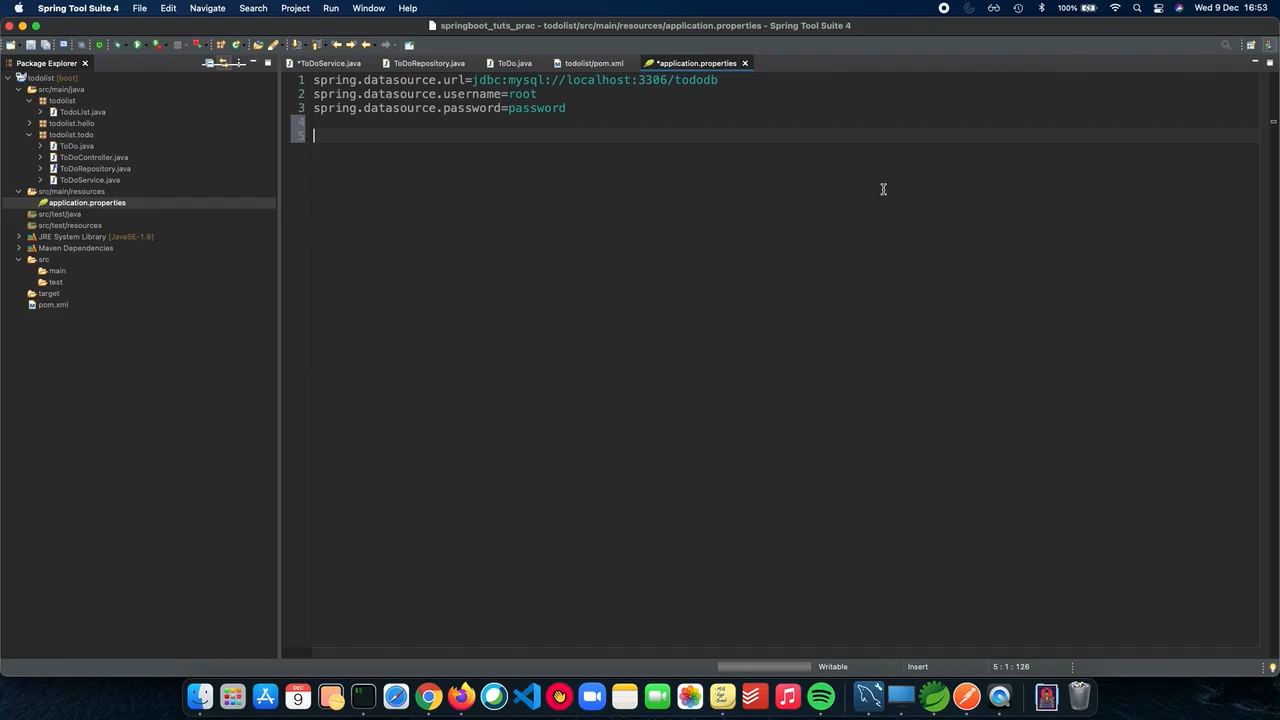 Spring Tool Suite 4 File Edit Navigate Search Project Run Window Help 100% Wed 9 Dec 16:53
springboot_tuts_prac - todolist/src/main/resources/application.properties - Spring Tool Suite 4
Package Explorer
*ToDoService.java ToDoRepository.java ToDo.java todolist/pom.xml *application.properties
todolist [boot]
src/main/java
todolist
TodoList.java
todolist.hello
todolist.todo
ToDo.java
ToDoController.java
ToDoRepository.java
ToDoService.java
src/main/resources
application.properties
src/test/java
src/test/resources
JRE System Library [JavaSE-1.8]
Maven Dependencies
src
main
test
target
pom.xml
1 spring.datasource.url=jdbc:mysql://localhost:3306/tododb
2 spring.datasource.username=root
3 spring.datasource.password=password
4
5
Writable Insert 5 : 1 : 126
DEC
9